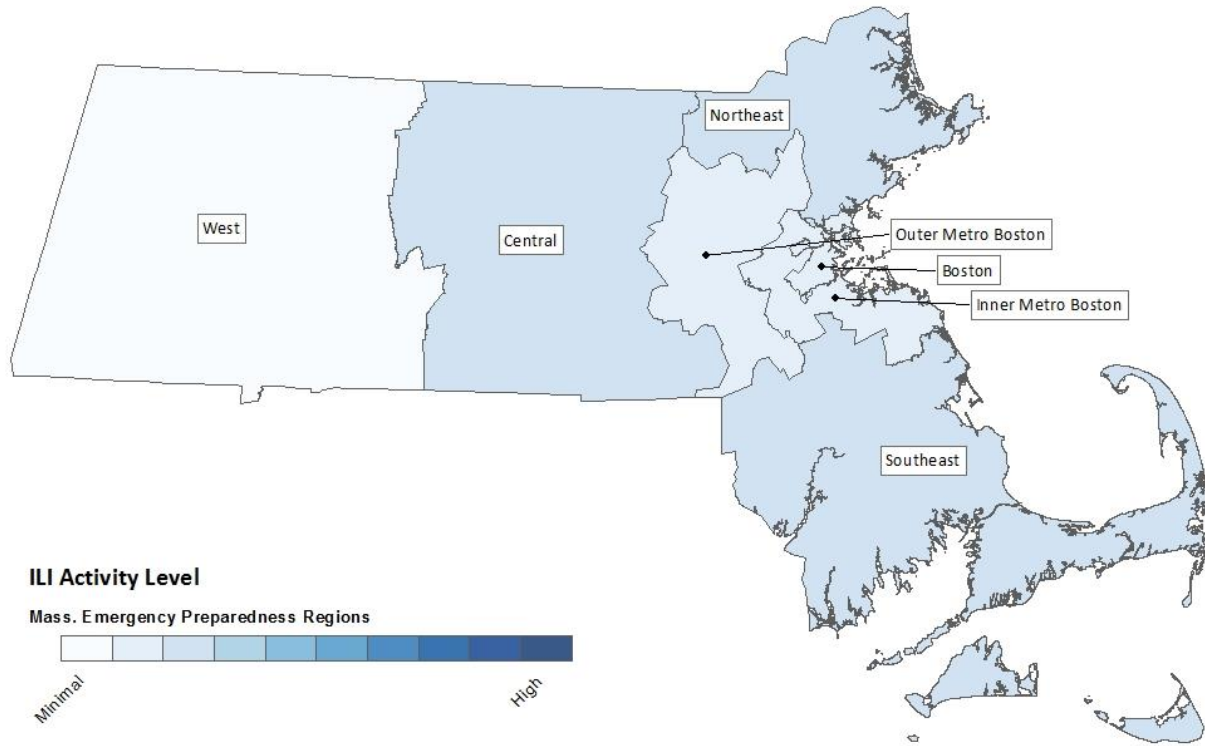 Northeast
West
Central
Outer Metro Boston
Boston
Inner Metro Boston
Southeast
ILI Activity Level
Mass. Emergency Preparedness Regions
Minimal
High